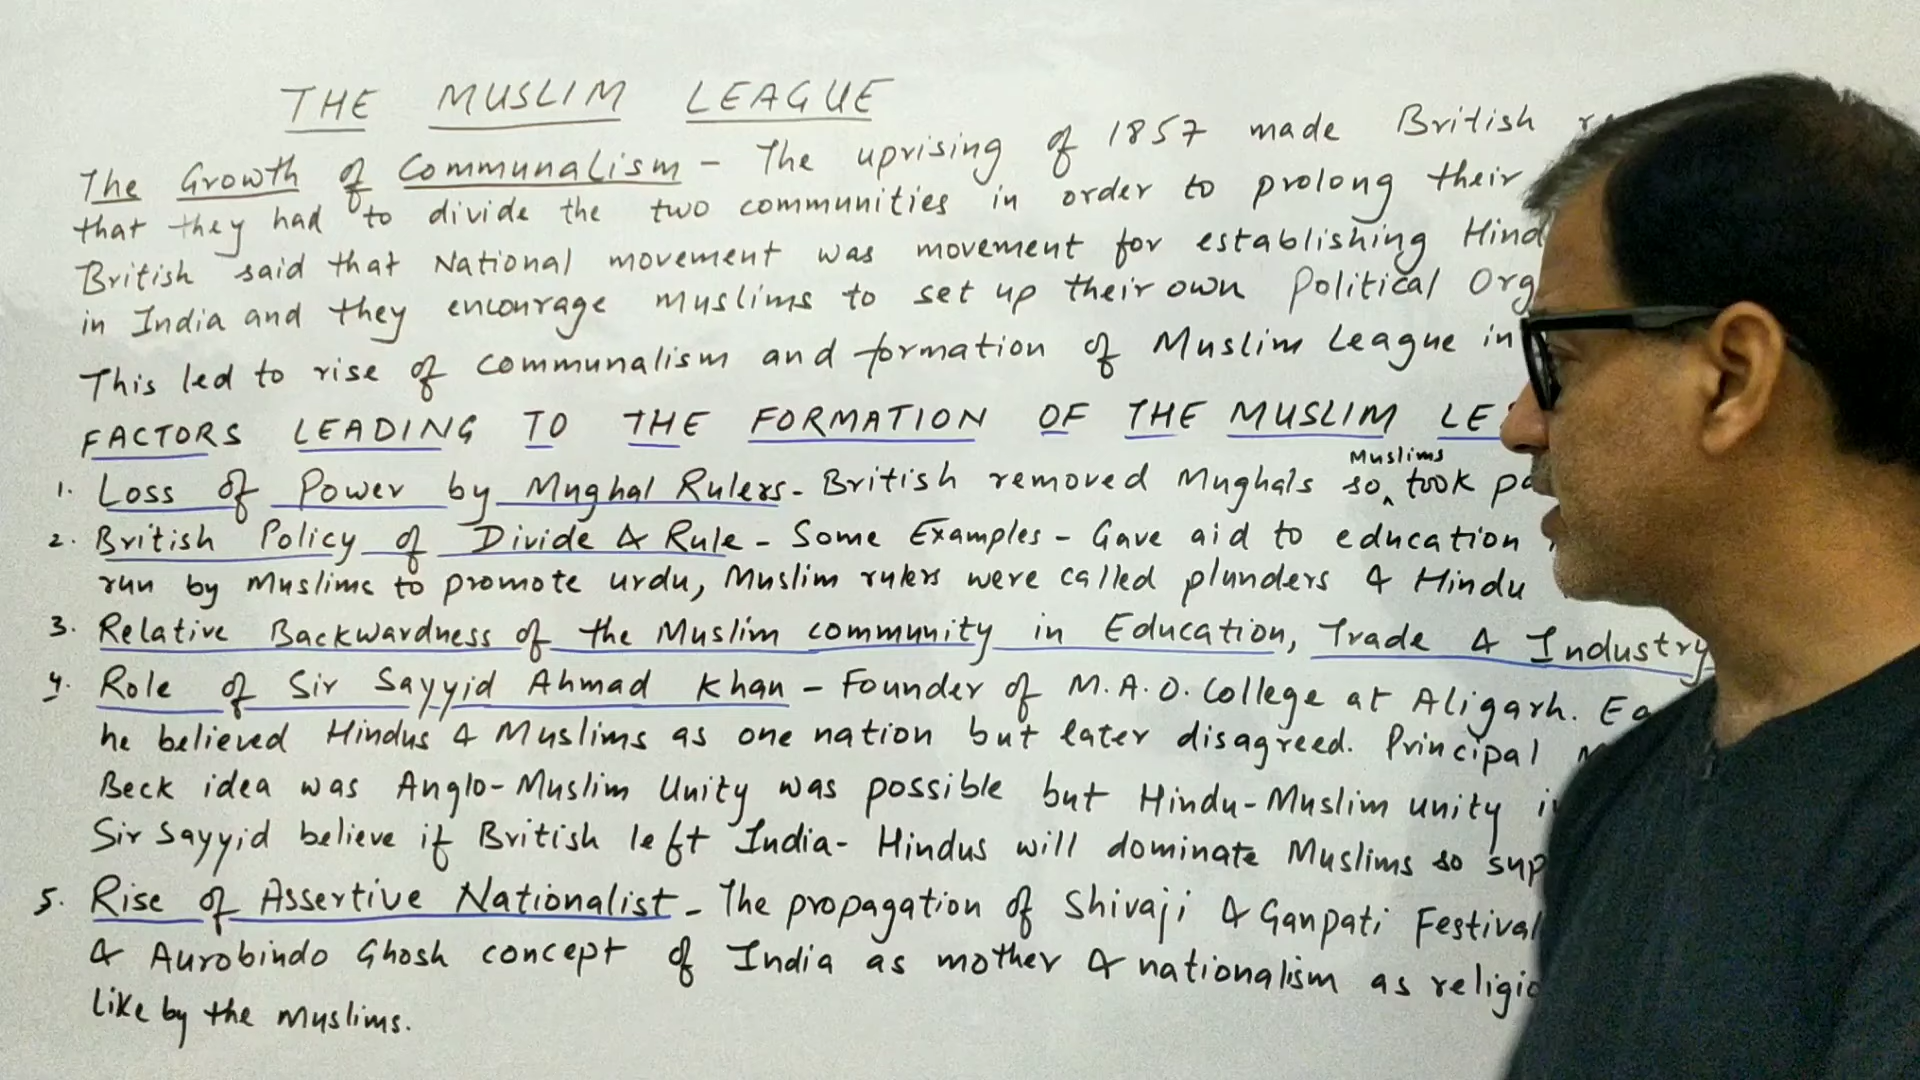 THE MUSLIM LEAGUE
The Growth of Communalism - The uprising of 1857 made British
that they had to divide the two communities in order to prolong their
British said that National movement was movement for establishing
in India and they encourage Muslims to set up their own Political
This led to rise of communalism and formation of Muslim League in
FACTORS LEADING TO THE FORMATION OF THE MUSLIM
1. Loss of Power by Mughal Rulers - British removed Mughals so Muslims took
2. British Policy of Divide & Rule - Some Examples - Gave aid to education
run by Muslims to promote urdu, Muslim rulers were called plunders & Hindu
3. Relative Backwardness of the Muslim community in Education, Trade & Industry
4. Role of Sir Sayyid Ahmad Khan - Founder of M.A.O. College at Aligarh.
he believed Hindus & Muslims as one nation but later disagreed. Principal
Beck idea was Anglo-Muslim Unity was possible but Hindu-Muslim unity
Sir Sayyid believe if British left India - Hindus will dominate Muslims so
5. Rise of Assertive Nationalist - The propagation of Shivaji & Ganpati Festival
& Aurobindo Ghosh concept of India as mother & nationalism as
like by the Muslims.